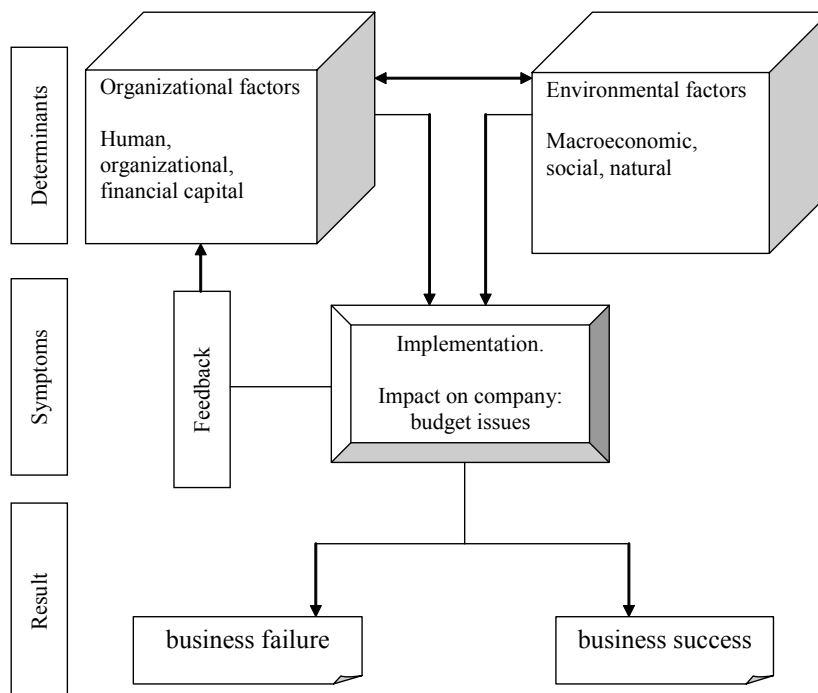 Determinants
Organizational factors
Human,
organizational,
financial capital
Environmental factors
Macroeconomic,
social, natural
Symptoms
Feedback
Implementation.
Impact on company:
budget issues
Result
business failure
business success